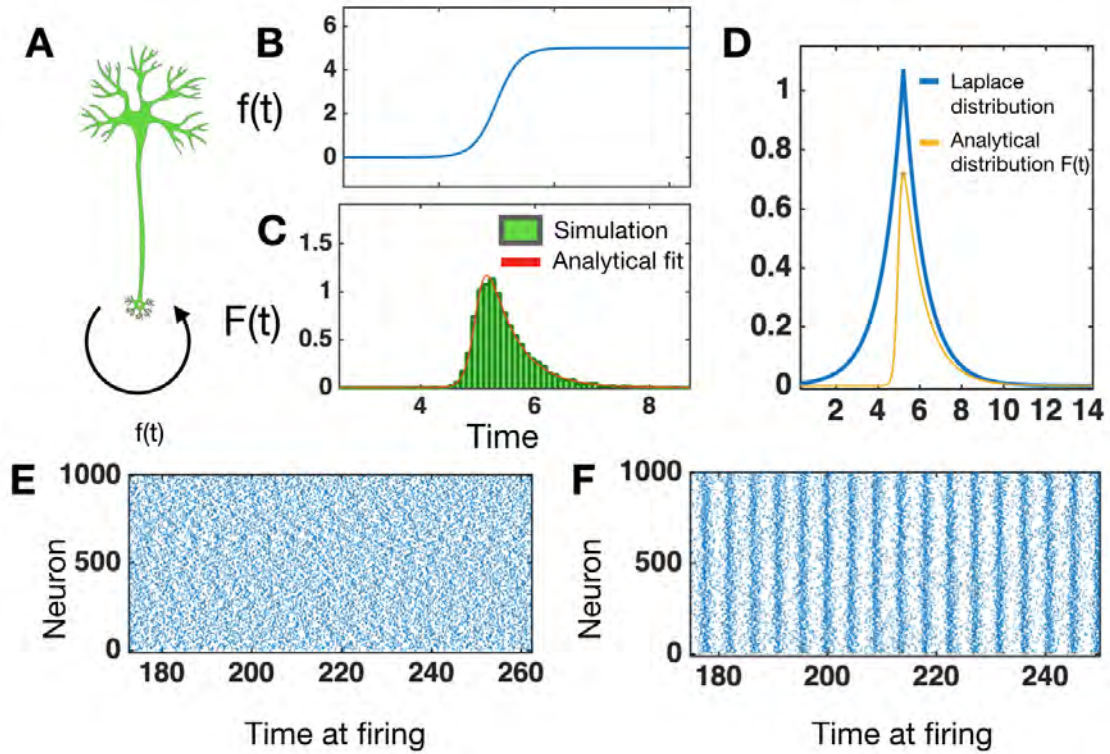 A
f(t)
B
f(t)
6
4
2
0
C
F(t)
1.5
1
0.5
0
Simulation
Analytical fit
4 6 8
Time
D
1
0.8
0.6
0.4
0.2
0
Laplace
distribution
Analytical
distribution F(t)
2 4 6 8 10 12 14
E
Neuron
1000
500
0
180 200 220 240 260
Time at firing
F
Neuron
1000
500
0
180 200 220 240
Time at firing